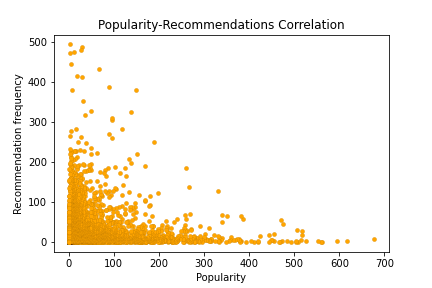 Popularity-Recommendations Correlation
500
400
300
200
100
0
Recommendation frequency
0 100 200 300 400 500 600 700
Popularity